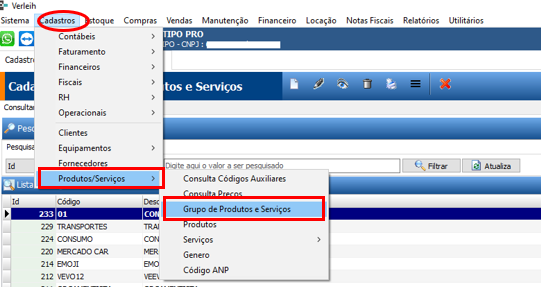 Verleih
Sistema Cadastros Estoque Compras Vendas Manutenção Financeiro Locação Notas Fiscais Relatórios Utilitários
TIPO PRO
- CNPJ :
Contábeis
Faturamento
Financeiros
Fiscais
RH
Operacionais
Clientes
Equipamentos
Fornecedores
Produtos/Serviços
Consulta Códigos Auxiliares
Consulta Preços
Grupo de Produtos e Serviços
Produtos
Serviços
Genero
Código ANP
Cadastro
Cada utos e Serviços
Consultar
Pesq
Pesquisa
Id Digite aqui o valor a ser pesquisado Filtrar Atualiza
Lista
Id Código Desc
233 01 CON
229 TRANSPORTES TRA
224 CONSUMO CON
220 MERCADO CAR MER
214 EMOJI EMO
212 VEVO12 VEEV